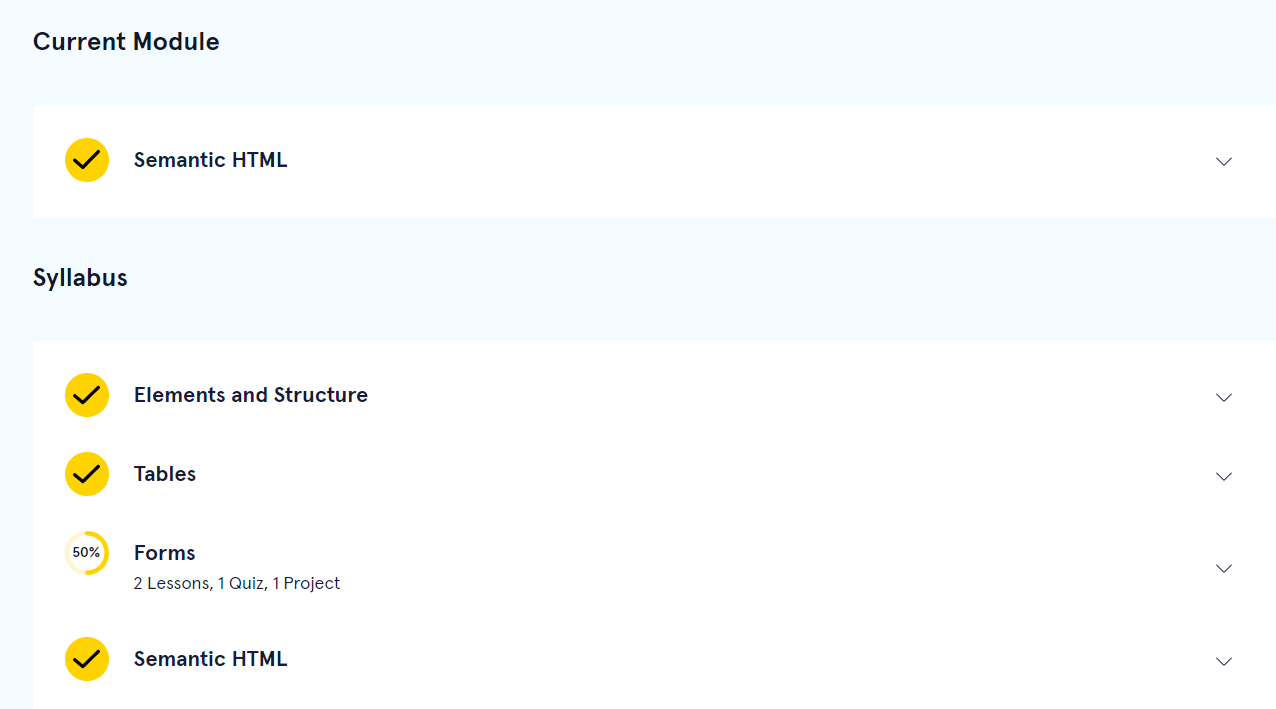 Current Module
Semantic HTML
Syllabus
Elements and Structure
Tables
50%
Forms
2 Lessons, 1 Quiz, 1 Project
Semantic HTML